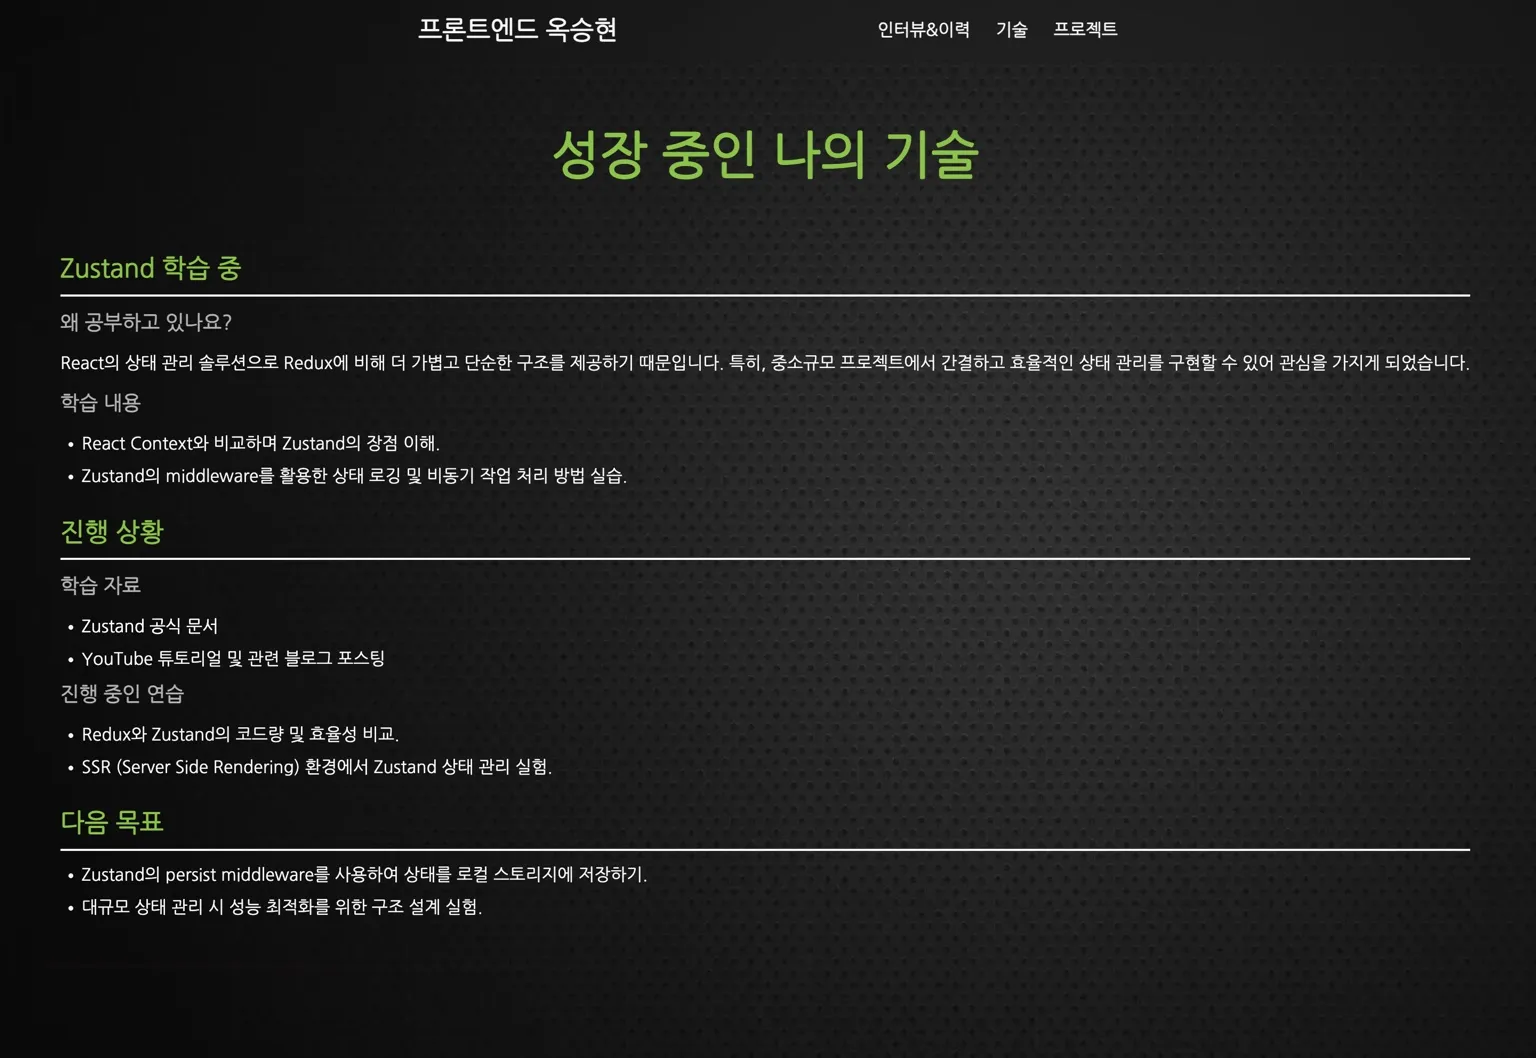 프론트엔드 옥승현
인터뷰&이력 기술 프로젝트
성장 중인 나의 기술
Zustand 학습 중
왜 공부하고 있나요?
React의 상태 관리 솔루션으로 Redux에 비해 더 가볍고 단순한 구조를 제공하기 때문입니다. 특히, 중소규모 프로젝트에서 간결하고 효율적인 상태 관리를 구현할 수 있어 관심을 가지게 되었습니다.
학습 내용
• React Context와 비교하며 Zustand의 장점 이해.
• Zustand의 middleware를 활용한 상태 로깅 및 비동기 작업 처리 방법 실습.
진행 상황
학습 자료
• Zustand 공식 문서
• YouTube 튜토리얼 및 관련 블로그 포스팅
진행 중인 연습
• Redux와 Zustand의 코드량 및 효율성 비교.
• SSR (Server Side Rendering) 환경에서 Zustand 상태 관리 실험.
다음 목표
• Zustand의 persist middleware를 사용하여 상태를 로컬 스토리지에 저장하기.
• 대규모 상태 관리 시 성능 최적화를 위한 구조 설계 실험.